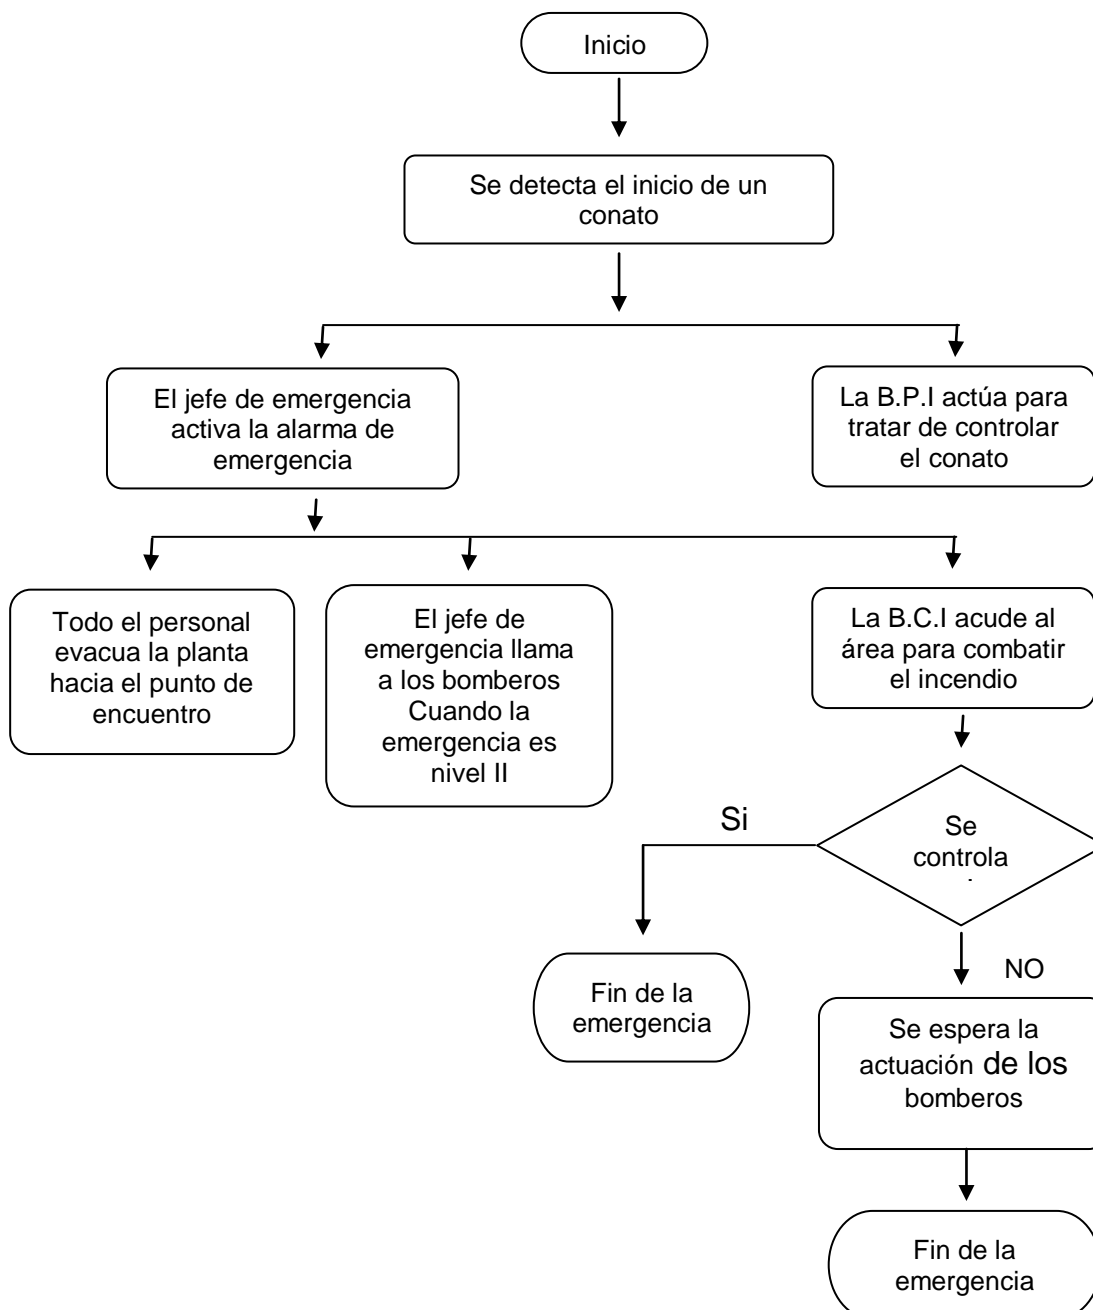 Inicio
Se detecta el inicio de un
conato
El jefe de emergencia
activa la alarma de
emergencia
La B.P.I actúa para
tratar de controlar
el conato
Todo el personal
evacua la planta
hacia el punto de
encuentro
El jefe de
emergencia llama
a los bomberos
Cuando la
emergencia es
nivel II
La B.C.I acude al
área para combatir
el incendio
Se
controla
Si
NO
Fin de la
emergencia
Se espera la
actuación de los
bomberos
Fin de la
emergencia